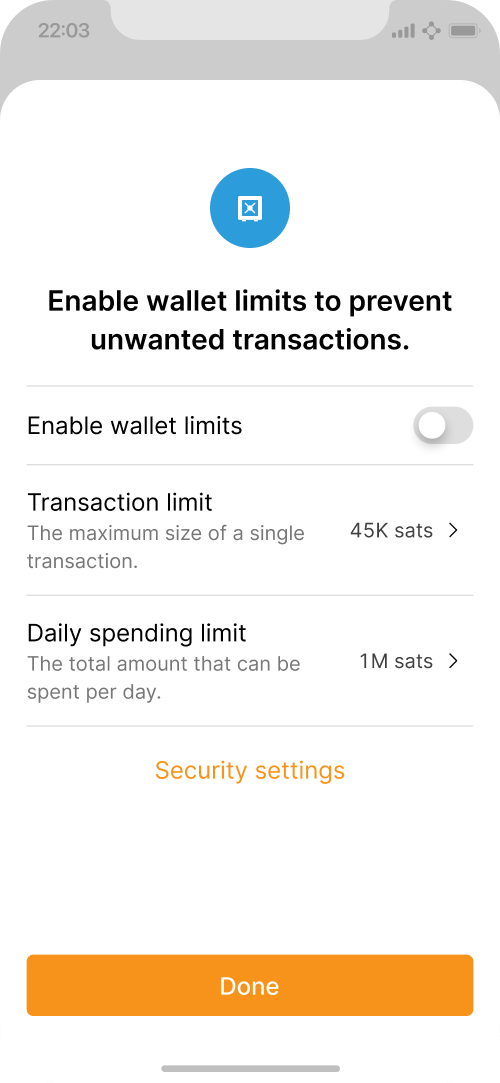 22:03
Enable wallet limits to prevent
unwanted transactions.
Enable wallet limits
Transaction limit
The maximum size of a single
transaction.
45K sats
Daily spending limit
The total amount that can be
spent per day.
1M sats
Security settings
Done